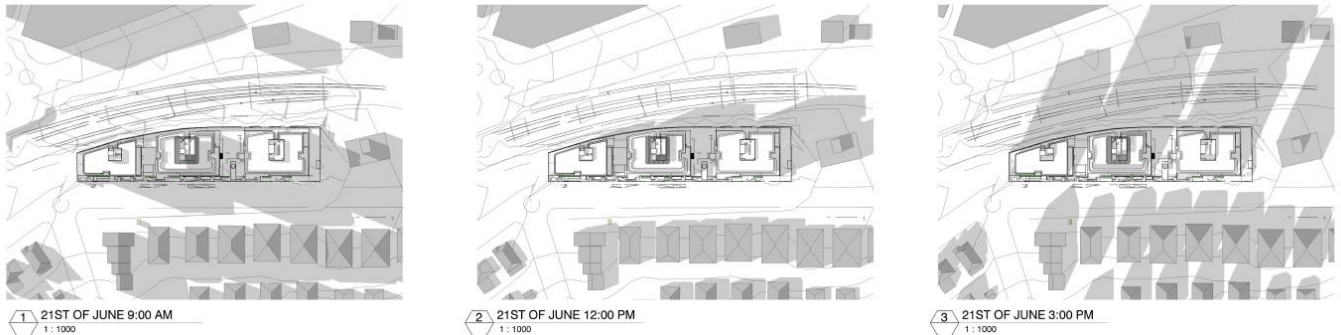 1 21ST OF JUNE 9:00 AM
1 : 1000
2 21ST OF JUNE 12:00 PM
1 : 1000
3 21ST OF JUNE 3:00 PM
1 : 1000